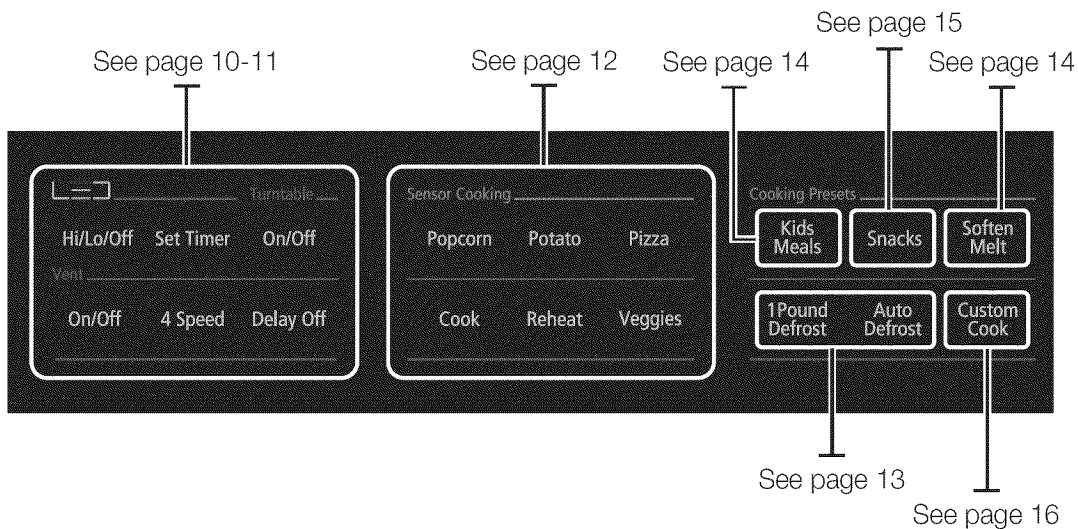 See page 15
See page 10-11
See page 12
See page 14
See page 14
LED
Turntable
Sensor Cooking
Cooking Presets
Hi/Lo/Off
Set Timer
On/Off
Popcorn
Potato
Pizza
Kids
Meals
Snacks
Soften
Melt
Vent
On/Off
4 Speed
Delay Off
Cook
Reheat
Veggies
1Pound
Defrost
Auto
Defrost
Custom
Cook
See page 13
See page 16